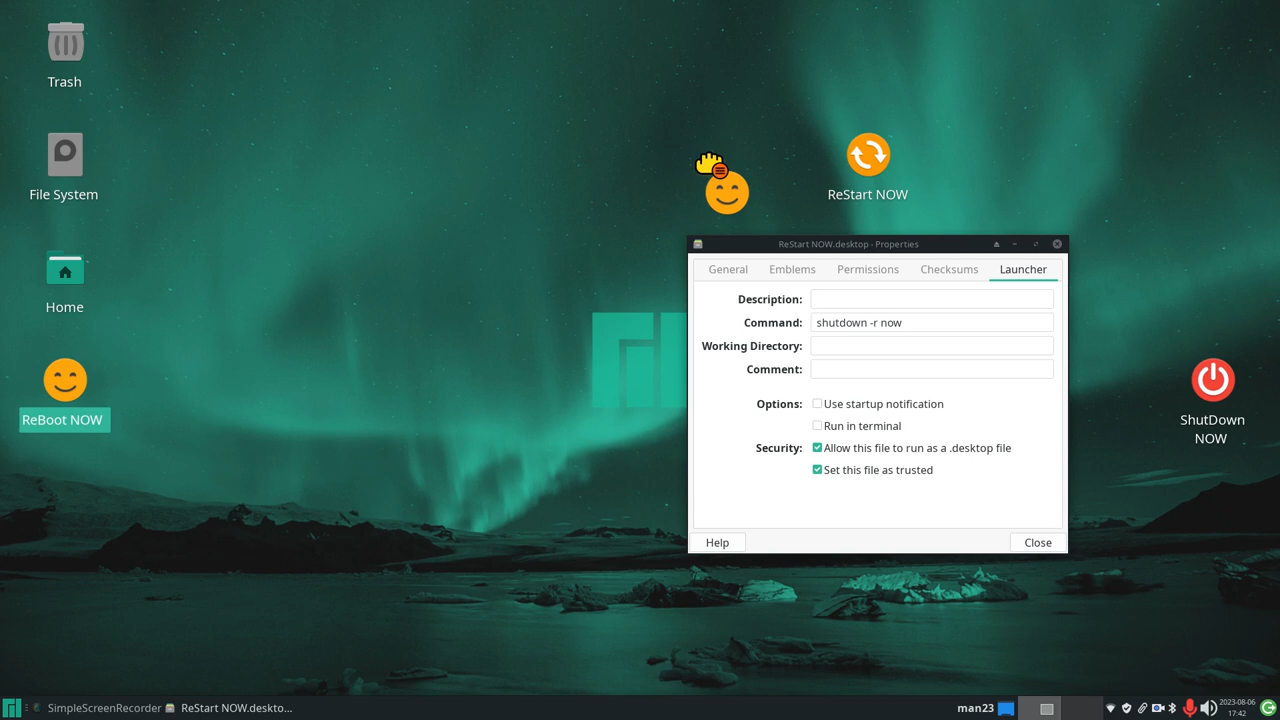 Trash
File System
Home
ReBoot NOW
ReStart NOW
ShutDown
NOW
ReStart NOW.desktop - Properties
General
Emblems
Permissions
Checksums
Launcher
Description:
Command:
shutdown -r now
Working Directory:
Comment:
Options:
Use startup notification
Run in terminal
Security:
Allow this file to run as a .desktop file
Set this file as trusted
Help
Close
SimpleScreenRecorder
ReStart NOW.deskto...
man23
2023-08-06
17:42